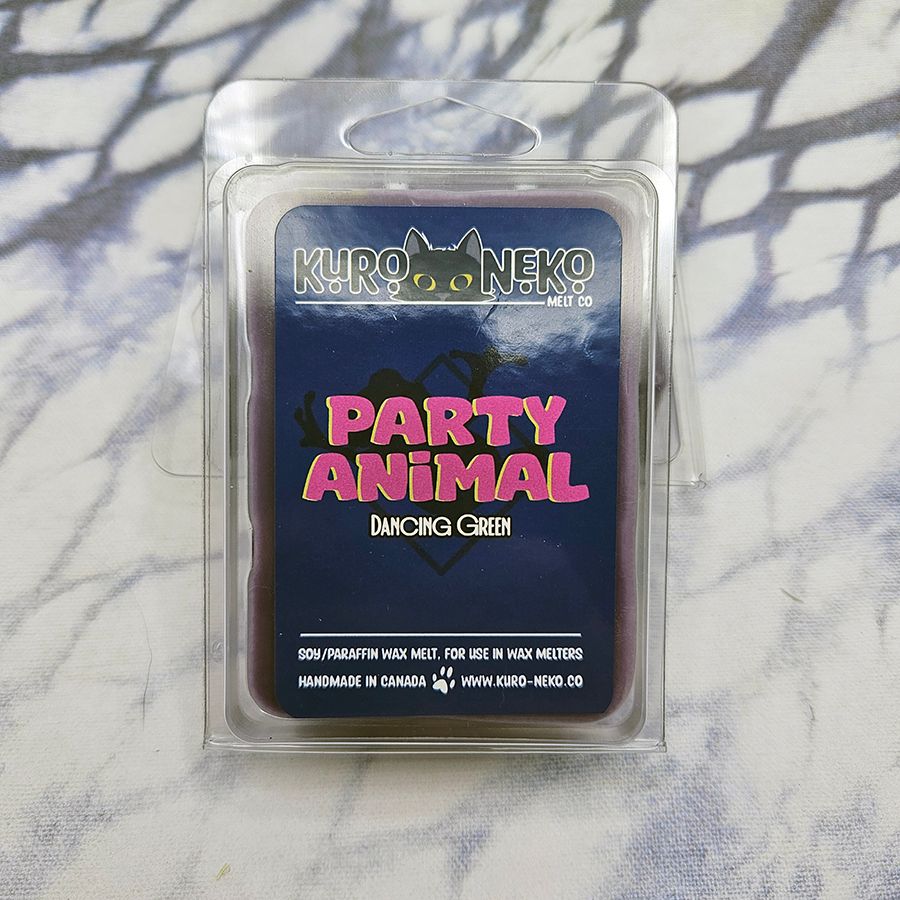 KURO NEKO
MELT CO
PARTY
ANiMAL
DANCING GREEN
SOY/PARAFFIN WAX MELT, FOR USE IN WAX MELTERS
HANDMADE IN CANADA WWW.KURO-NEKO.CO